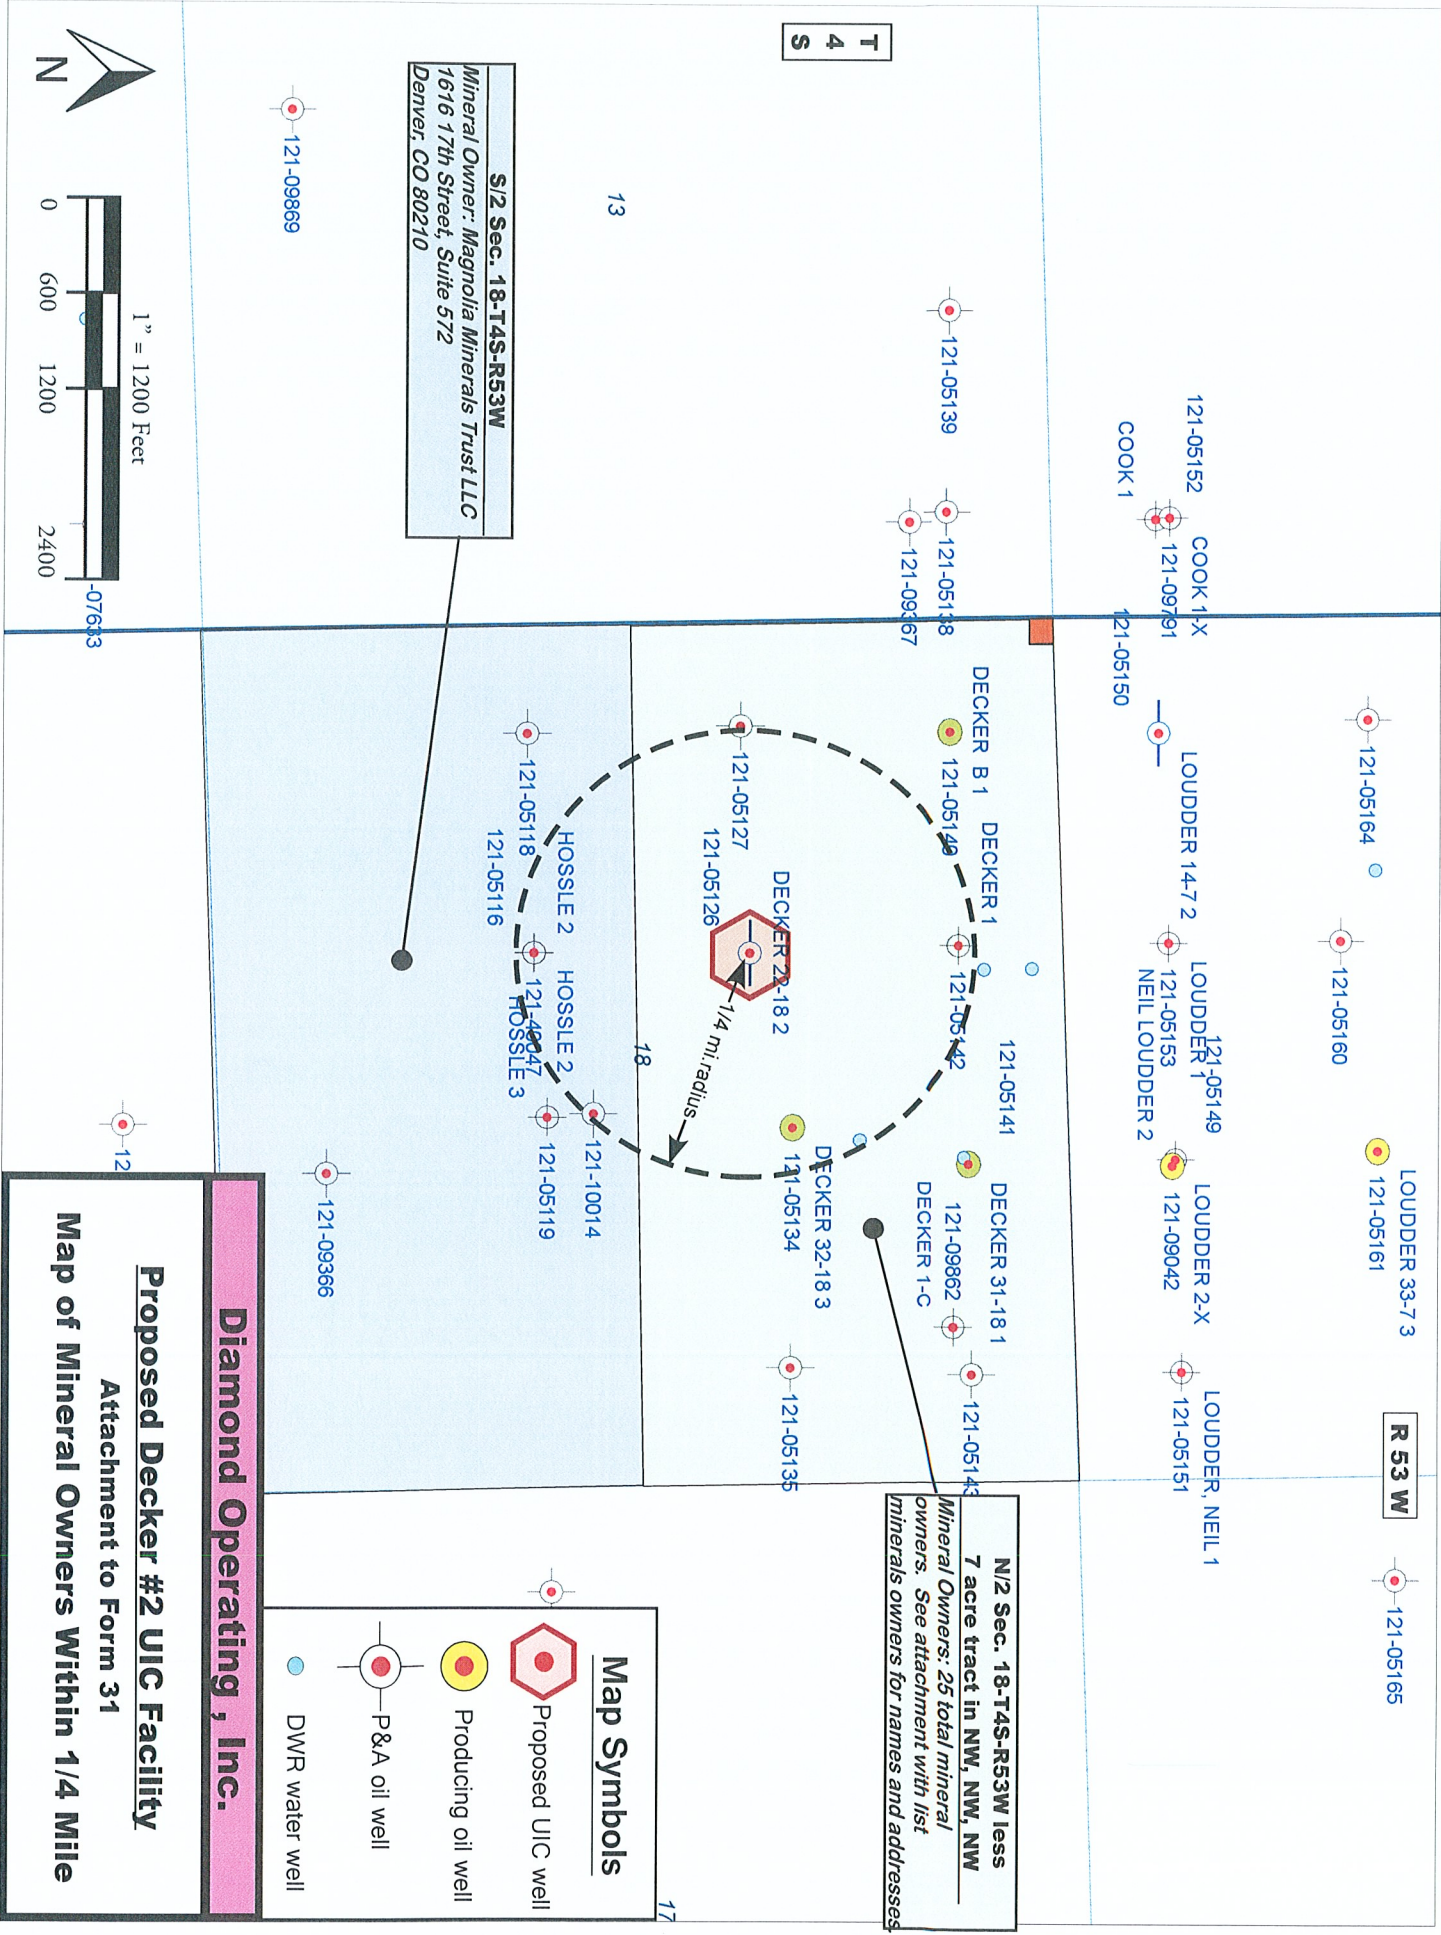 T
4
S
R 53 W
121-05164
121-05160
LOUDDER 33-7 3
121-05161
121-05165
121-05152
COOK 1-X
121-09791
COOK 1
121-05150
LOUDDER 14-7 2
LOUDDER 1
121-05149
121-05153
NEIL LOUDDER 2
LOUDDER 2-X
121-09042
LOUDDER, NEIL 1
121-05151
13
121-05139
121-05138
121-09367
DECKER B 1
121-05140
DECKER 1
121-05142
121-05141
DECKER 31-18 1
121-09862
DECKER 1-C
121-05143
N/2 Sec. 18-T4S-R53W less
7 acre tract in NW, NW, NW
Mineral Owners: 25 total mineral
owners. See attachment with list
minerals owners for names and addresses.
DECKER 22-18 2
121-05127
121-05126
1/4 mi.radius
DECKER 32-18 3
121-05134
121-05135
18
17
S/2 Sec. 18-T4S-R53W
Mineral Owner: Magnolia Minerals Trust LLC
1616 17th Street, Suite 572
Denver, CO 80210
HOSSLE 2
HOSSLE 2
121-05118
121-05116
HOSSLE 3
121-10014
121-05119
121-09869
121-09366
12
-07633
Map Symbols
Proposed UIC well
Producing oil well
P&A oil well
DWR water well
1” = 1200 Feet
0 600 1200 2400
N
Diamond Operating , Inc.
Proposed Decker #2 UIC Facility
Attachment to Form 31
Map of Mineral Owners Within 1/4 Mile